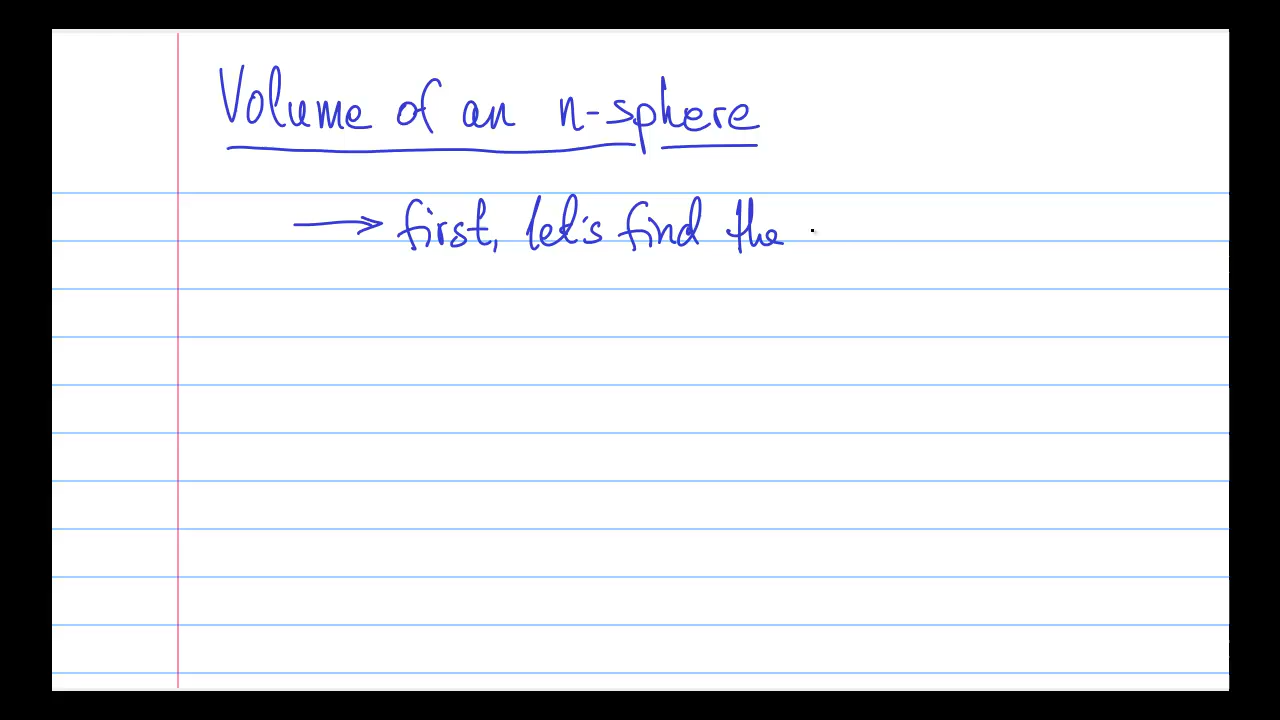 Volume of an n-sphere
→ first, let's find the